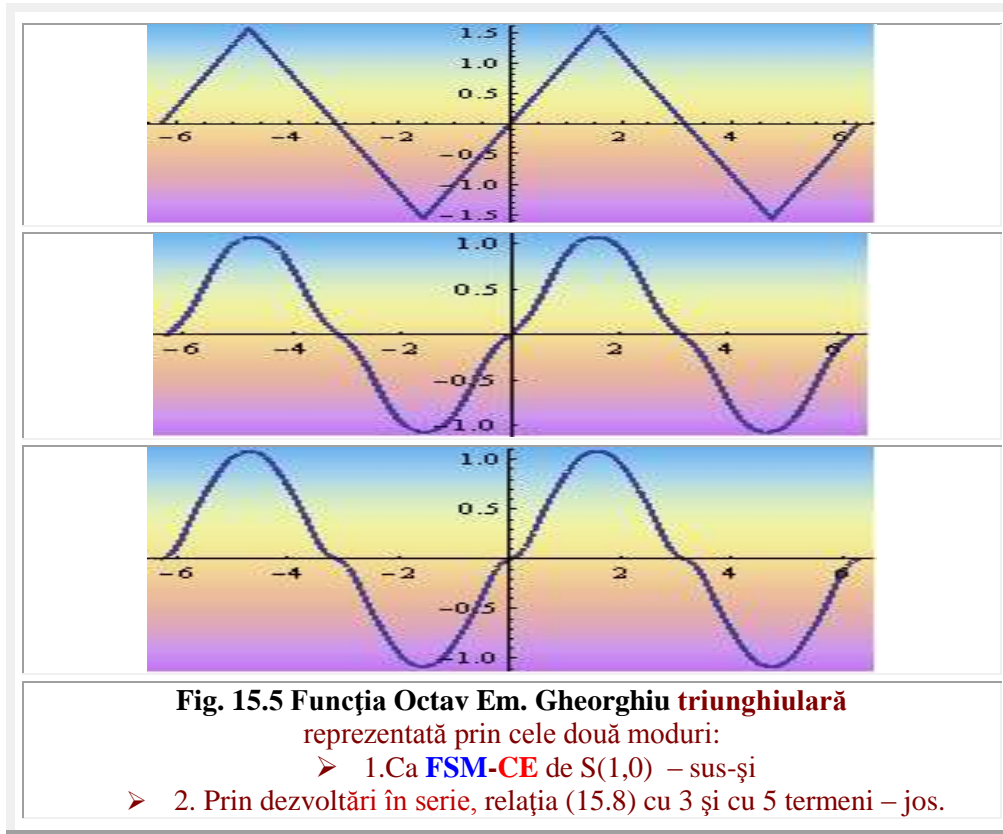 1.5
1.0
0.5
-6 -4 -2 2 4 6
-0.5
-1.0
-1.5
1.0
0.5
-6 -4 -2 2 4 6
-0.5
-1.0
1.0
0.5
-6 -4 -2 2 4 6
-0.5
-1.0
Fig. 15.5 Funcţia Octav Em. Gheorghiu triunghiulară
reprezentată prin cele două moduri:
➢ 1.Ca FSM-CE de S(1,0) – sus-şi
➢ 2. Prin dezvoltări în serie, relaţia (15.8) cu 3 şi cu 5 termeni – jos.